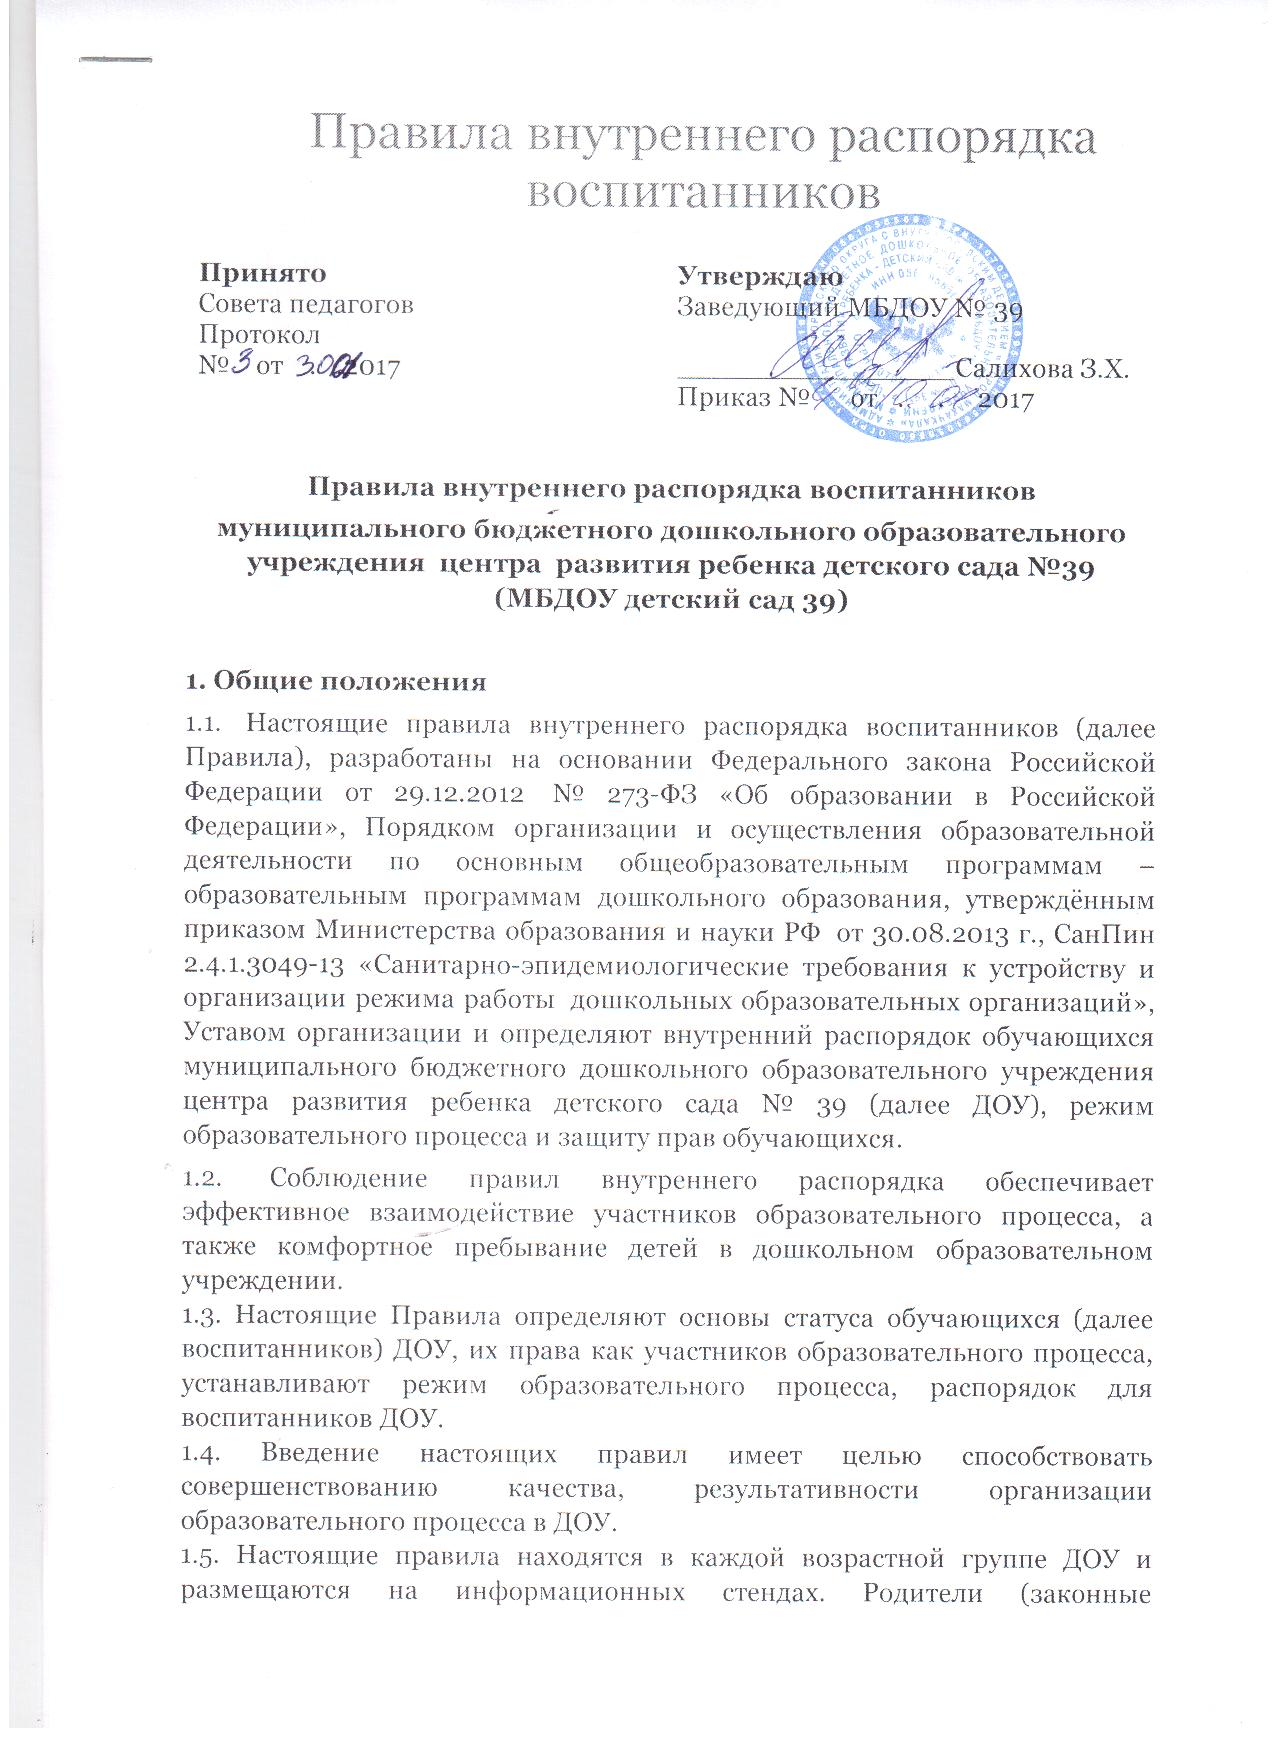 Правила внутреннего распорядка
воспитанников
Принято
Совета педагогов
Протокол
№3 от 2017
Утверждаю
Заведующий МБДОУ № 39
Салихова З.Х.
Приказ № от 2017
Правила внутреннего распорядка воспитанников
муниципального бюджетного дошкольного образовательного
учреждения центра развития ребенка детского сада №39
(МБДОУ детский сад 39)
1. Общие положения
1.1. Настоящие правила внутреннего распорядка воспитанников (далее
Правила), разработаны на основании Федерального закона Российской
Федерации от 29.12.2012 № 273-ФЗ «Об образовании в Российской
Федерации», Порядком организации и осуществления образовательной
деятельности по основным общеобразовательным программам –
образовательным программам дошкольного образования, утверждённым
приказом Министерства образования и науки РФ от 30.08.2013 г., СанПин
2.4.1.3049-13 «Санитарно-эпидемиологические требования к устройству и
организации режима работы дошкольных образовательных организаций»,
Уставом организации и определяют внутренний распорядок обучающихся
муниципального бюджетного дошкольного образовательного учреждения
центра развития ребенка детского сада № 39 (далее ДОУ), режим
образовательного процесса и защиту прав обучающихся.
1.2. Соблюдение правил внутреннего распорядка обеспечивает
эффективное взаимодействие участников образовательного процесса, а
также комфортное пребывание детей в дошкольном образовательном
учреждении.
1.3. Настоящие Правила определяют основы статуса обучающихся (далее
воспитанников) ДОУ, их права как участников образовательного процесса,
устанавливают режим образовательного процесса, распорядок для
воспитанников ДОУ.
1.4. Введение настоящих правил имеет целью способствовать
совершенствованию качества, результативности организации
образовательного процесса в ДОУ.
1.5. Настоящие правила находятся в каждой возрастной группе ДОУ и
размещаются на информационных стендах. Родители (законные